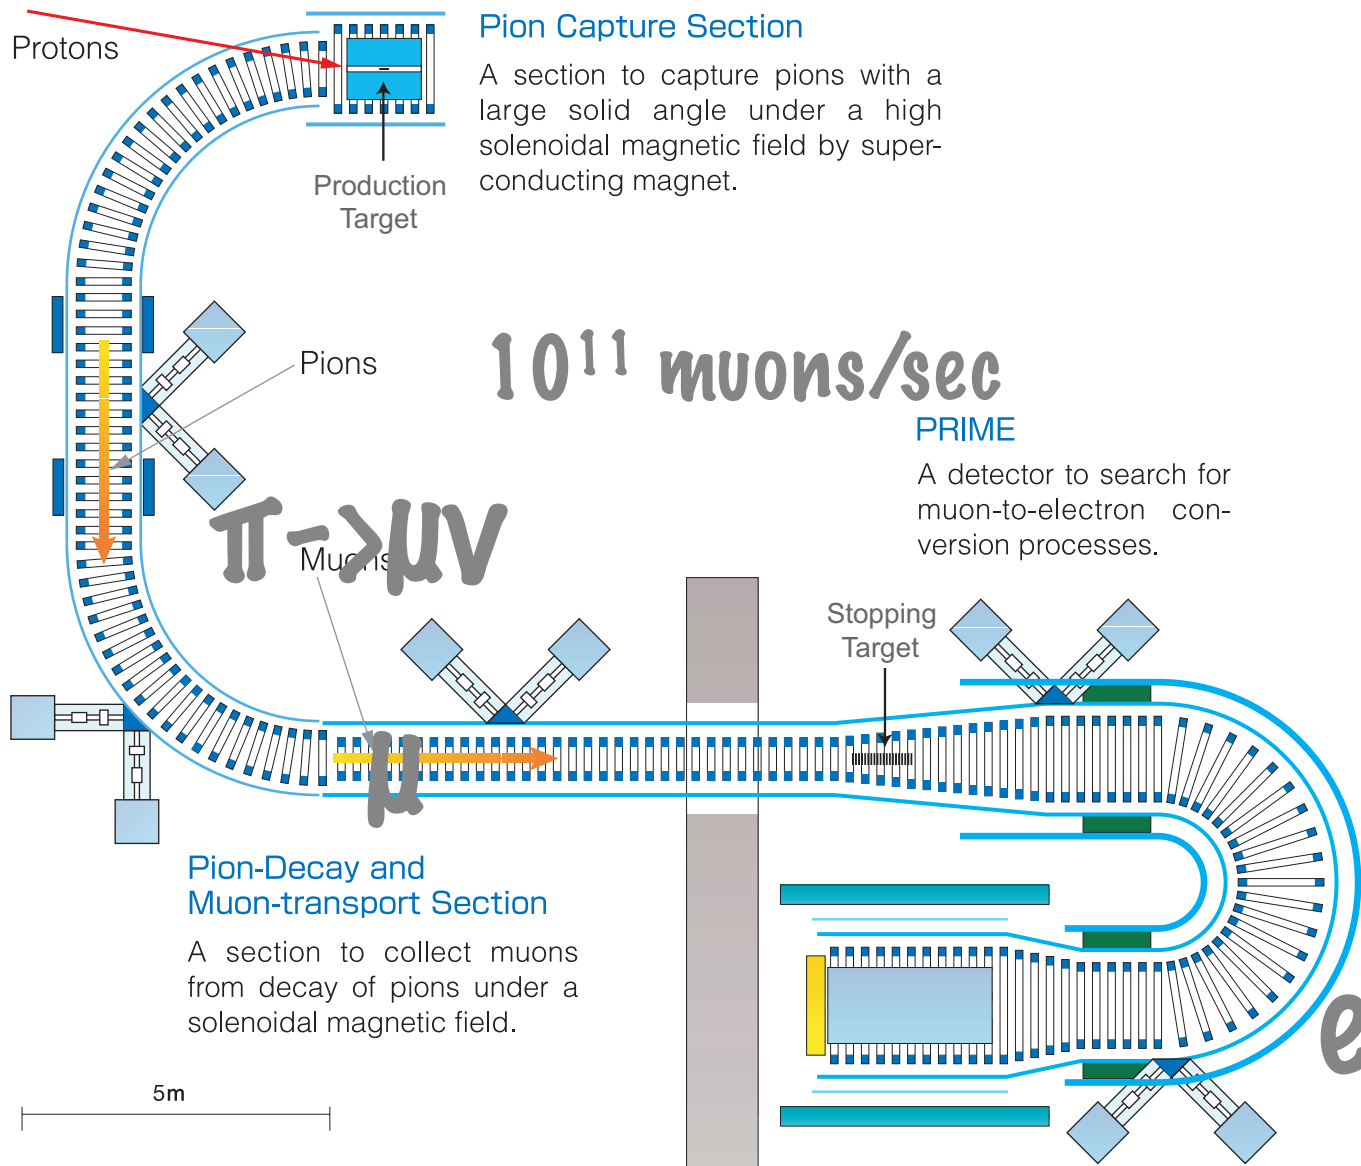 Protons
Pion Capture Section
A section to capture pions with a
large solid angle under a high
solenoidal magnetic field by super-
conducting magnet.
Production
Target
Pions
10¹¹ muons/sec
PRIME
A detector to search for
muon-to-electron con-
version processes.
π->μν
Muons
Stopping
Target
μ
Pion-Decay and
Muon-transport Section
A section to collect muons
from decay of pions under a
solenoidal magnetic field.
e
5m